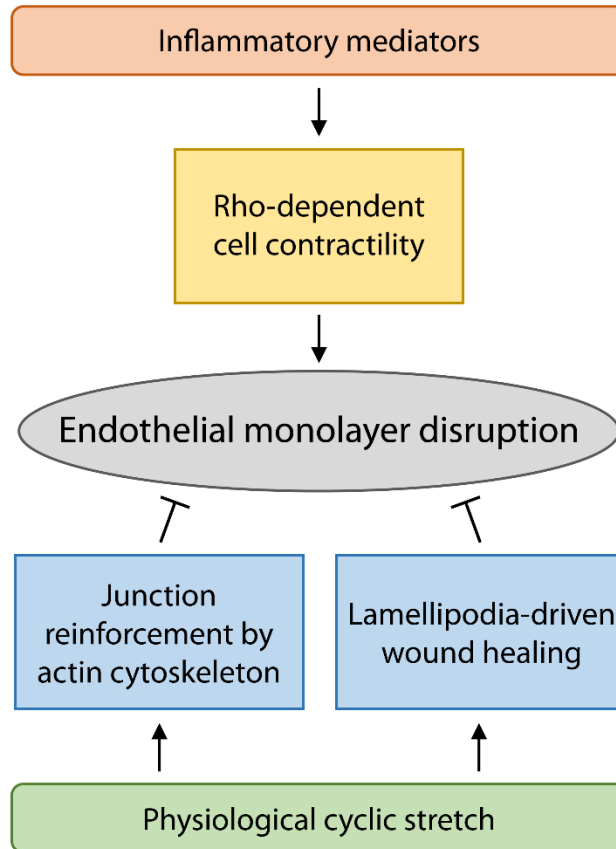 Inflammatory mediators
Rho-dependent
cell contractility
Endothelial monolayer disruption
Junction
reinforcement by
actin cytoskeleton
Lamellipodia-driven
wound healing
Physiological cyclic stretch